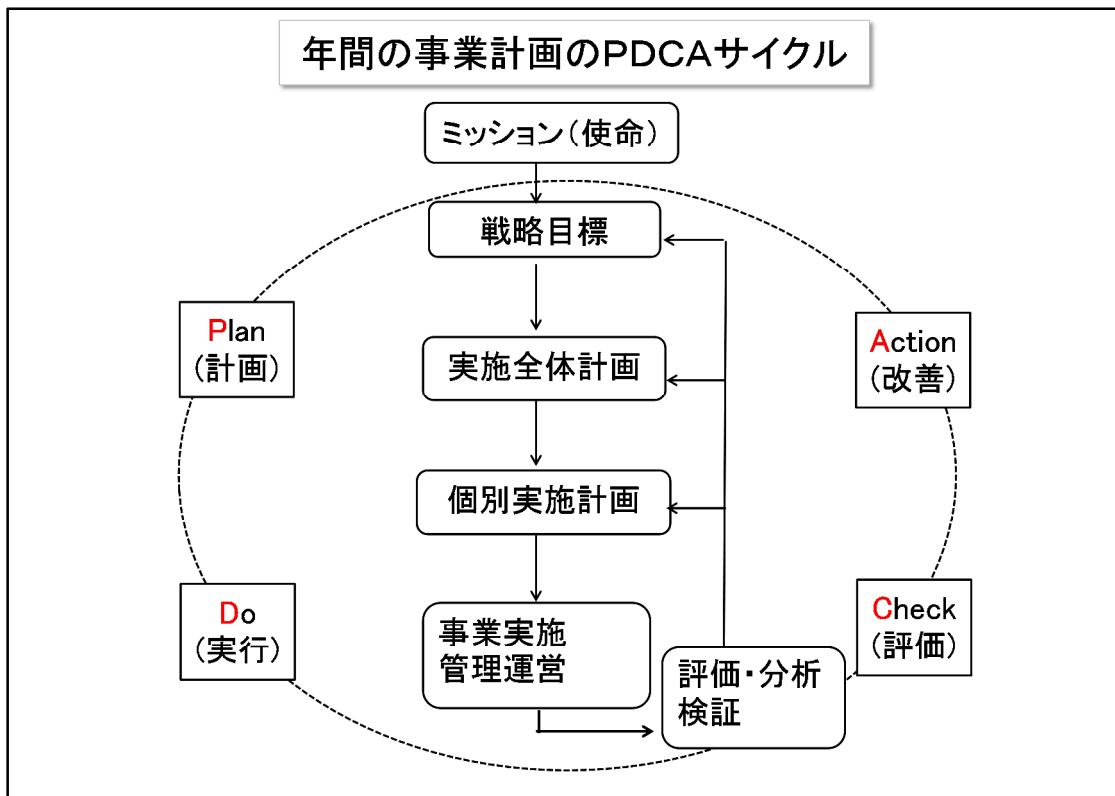 年間の事業計画のPDCAサイクル
ミッション(使命)
戦略目標
Plan
(計画)
Action
(改善)
実施全体計画
個別実施計画
Do
(実行)
事業実施
管理運営
Check
(評価)
評価・分析
検証